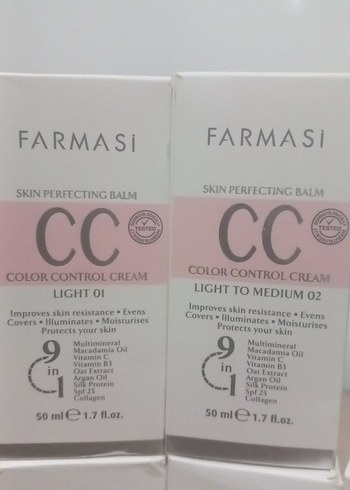 FARMASi
SKIN PERFECTING BALM
CC
TESTED
COLOR CONTROL CREAM
LIGHT 01
Improves skin resistance • Evens
Covers • Illuminates • Moisturises
Protects your skin
9 in 1
Multimineral
Macadamia Oil
Vitamin C
Vitamin B3
Oat Extract
Argan Oil
Silk Protein
Spf 25
Collagen
50 ml ℮ 1.7 fl.oz.
FARMASi
SKIN PERFECTING BALM
CC
TESTED
COLOR CONTROL CREAM
LIGHT TO MEDIUM 02
Improves skin resistance • Evens
Covers • Illuminates • Moisturises
Protects your skin
9 in 1
Multimineral
Macadamia Oil
Vitamin C
Vitamin B3
Oat Extract
Argan Oil
Silk Protein
Spf 25
Collagen
50 ml ℮ 1.7 fl.oz.